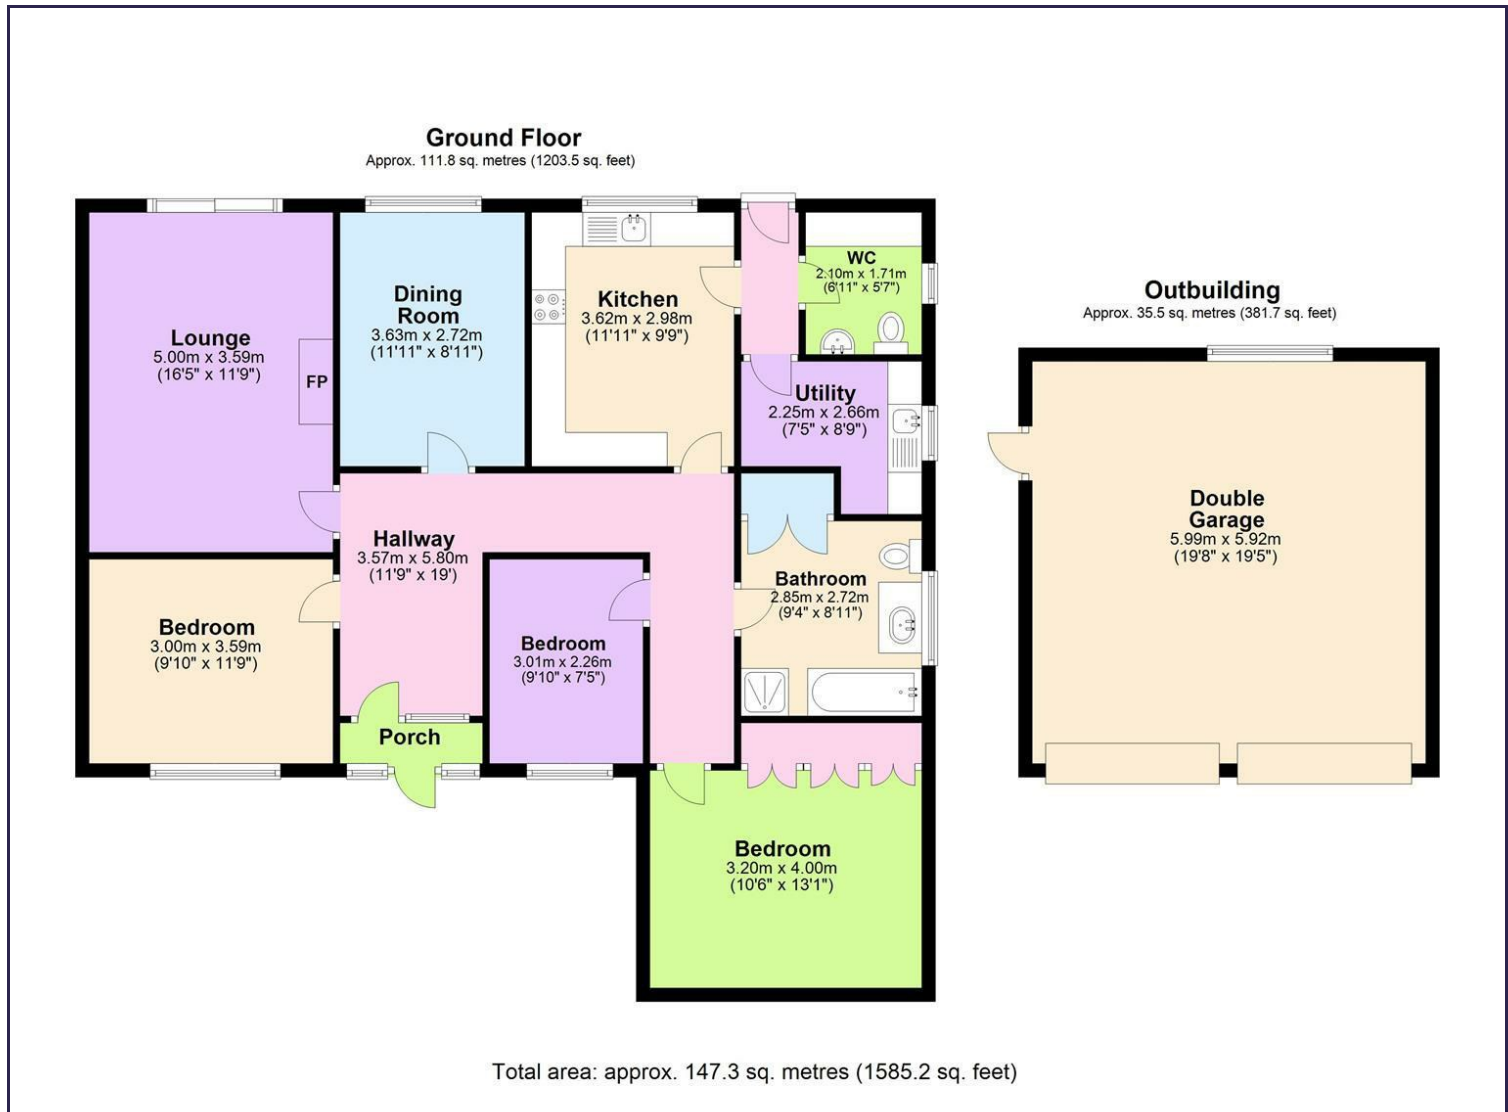 Ground Floor
Approx. 111.8 sq. metres (1203.5 sq. feet)
Lounge
5.00m x 3.59m
(16'5" x 11'9")
FP
Dining
Room
3.63m x 2.72m
(11'11" x 8'11")
Kitchen
3.62m x 2.98m
(11'11" x 9'9")
WC
2.10m x 1.71m
(6'11" x 5'7")
Utility
2.25m x 2.66m
(7'5" x 8'9")
Hallway
3.57m x 5.80m
(11'9" x 19')
Bedroom
3.00m x 3.59m
(9'10" x 11'9")
Bedroom
3.01m x 2.26m
(9'10" x 7'5")
Bathroom
2.85m x 2.72m
(9'4" x 8'11")
Porch
Bedroom
3.20m x 4.00m
(10'6" x 13'1")
Outbuilding
Approx. 35.5 sq. metres (381.7 sq. feet)
Double
Garage
5.99m x 5.92m
(19'8" x 19'5")
Total area: approx. 147.3 sq. metres (1585.2 sq. feet)